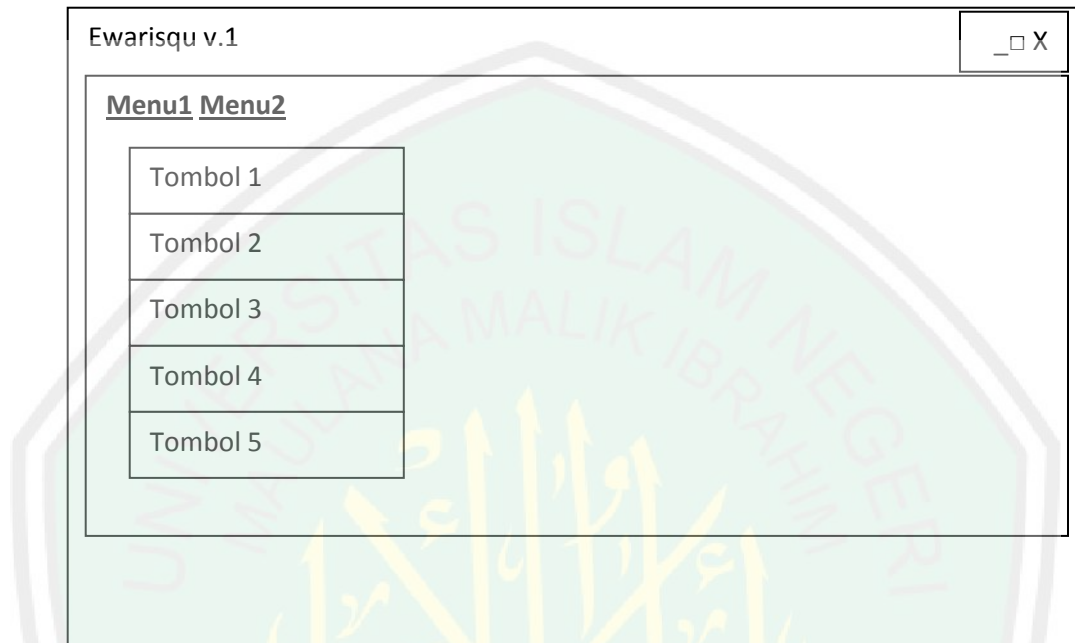 Ewarisqu v.1
_□ X
Menu1 Menu2
Tombol 1
Tombol 2
Tombol 3
Tombol 4
Tombol 5
UNIVERSITAS ISLAM NEGERI
MAULANA MALIK IBRAHIM